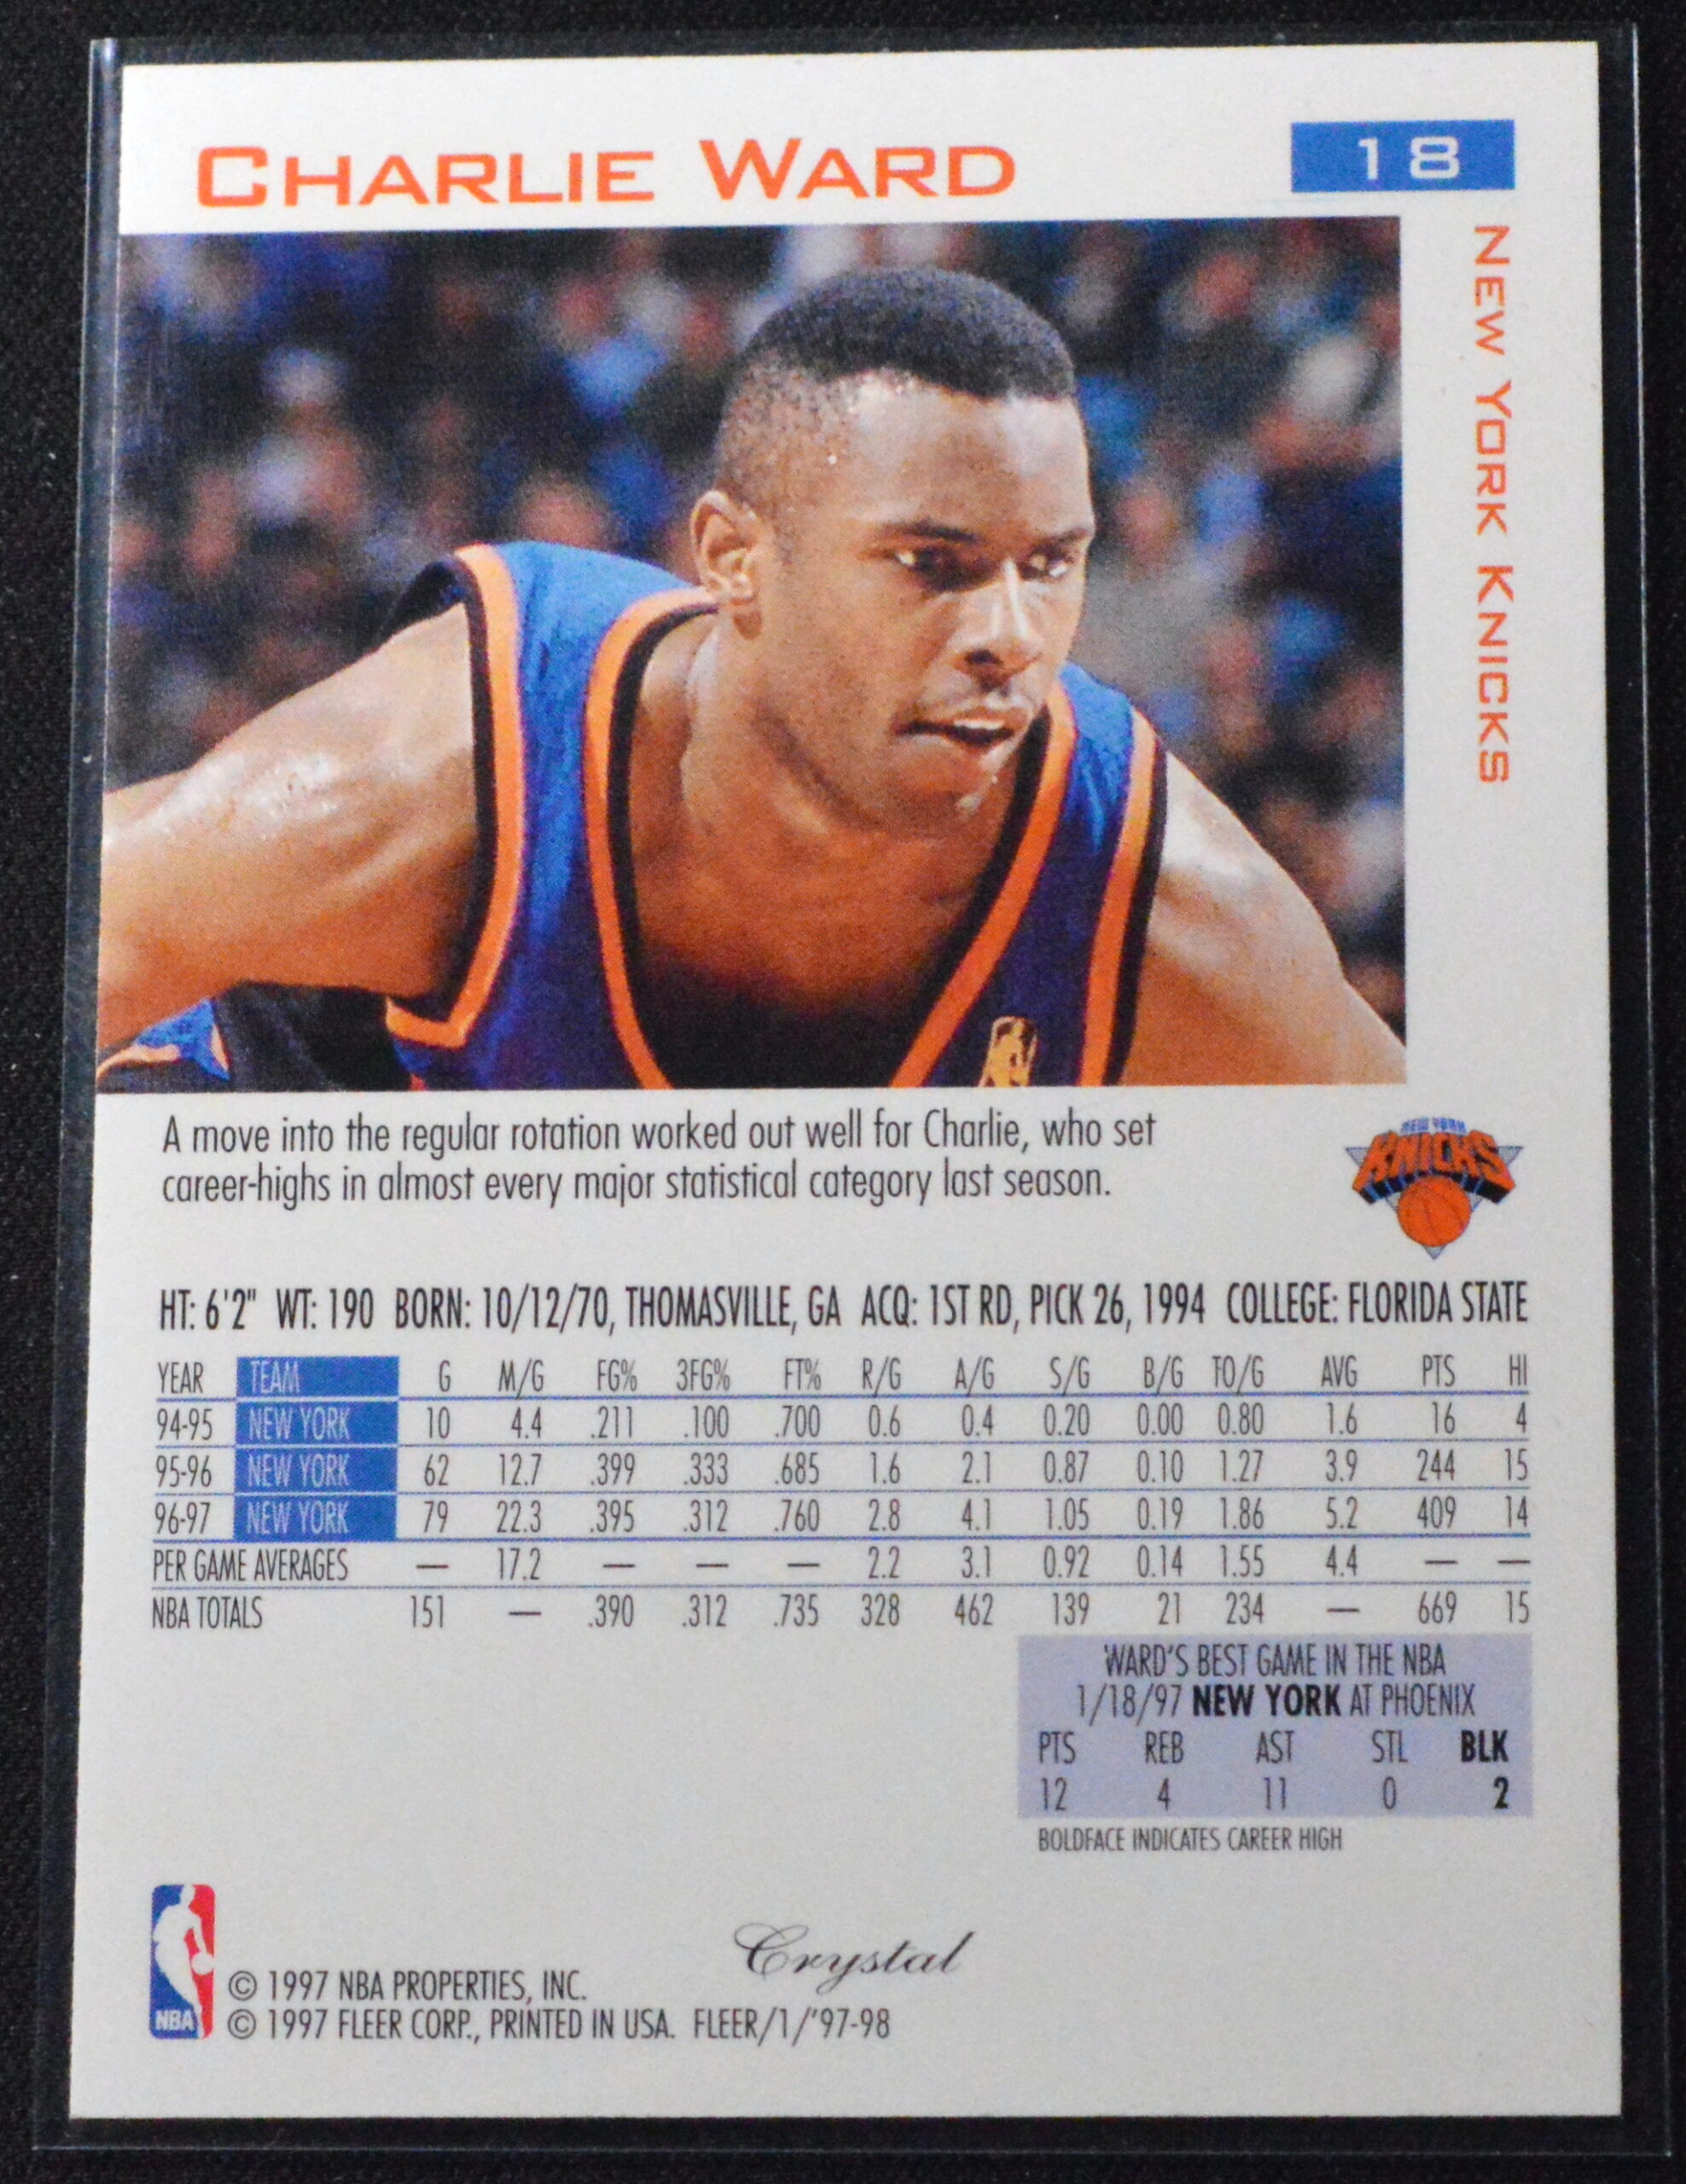 CHARLIE WARD
18
NEW YORK KNICKS
A move into the regular rotation worked out well for Charlie, who set
career-highs in almost every major statistical category last season.
NEW YORK
KNICKS
HT: 6'2" WT: 190 BORN: 10/12/70, THOMASVILLE, GA ACQ: 1ST RD, PICK 26, 1994 COLLEGE: FLORIDA STATE
YEAR TEAM G M/G FG% 3FG% FT% R/G A/G S/G B/G TO/G AVG PTS HI
94-95 NEW YORK 10 4.4 .211 .100 .700 0.6 0.4 0.20 0.00 0.80 1.6 16 4
95-96 NEW YORK 62 12.7 .399 .333 .685 1.6 2.1 0.87 0.10 1.27 3.9 244 15
96-97 NEW YORK 79 22.3 .395 .312 .760 2.8 4.1 1.05 0.19 1.86 5.2 409 14
PER GAME AVERAGES — 17.2 — — — 2.2 3.1 0.92 0.14 1.55 4.4 — —
NBA TOTALS 151 — .390 .312 .735 328 462 139 21 234 — 669 15
WARD'S BEST GAME IN THE NBA
1/18/97 NEW YORK AT PHOENIX
PTS REB AST STL BLK
12 4 11 0 2
BOLDFACE INDICATES CAREER HIGH
Crystal
NBA
© 1997 NBA PROPERTIES, INC.
© 1997 FLEER CORP., PRINTED IN USA. FLEER/1/'97-98